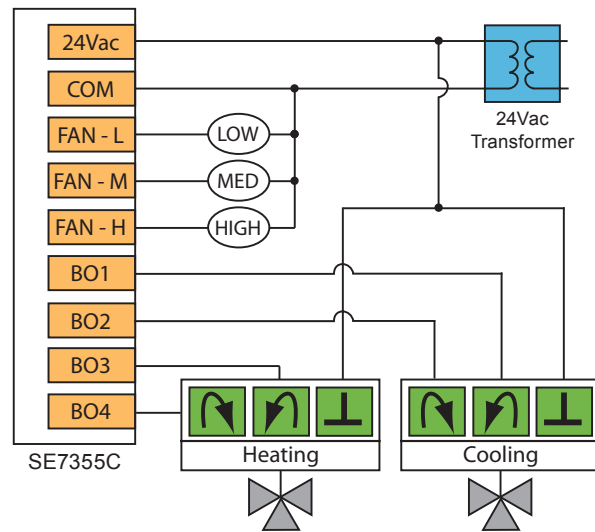 24Vac
COM
FAN - L
LOW
FAN - M
MED
FAN - H
HIGH
BO1
BO2
BO3
BO4
SE7355C
24Vac
Transformer
Heating
Cooling